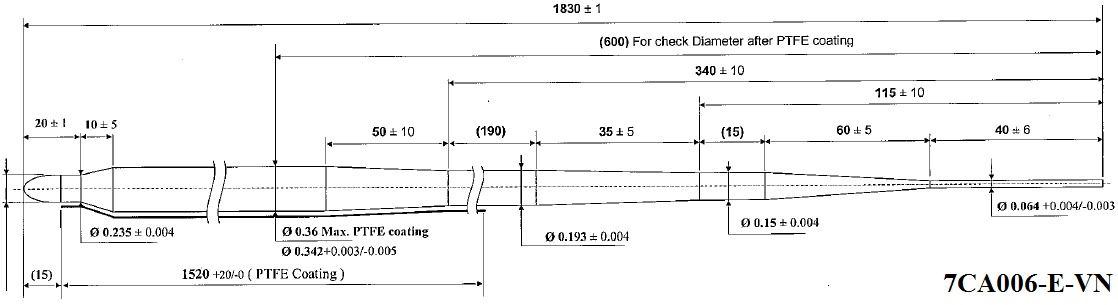 1830 ± 1
(600) For check Diameter after PTFE coating
340 ± 10
115 ± 10
20 ± 1
10 ± 5
50 ± 10
(190)
35 ± 5
(15)
60 ± 5
40 ± 6
Ø 0.235 ± 0.004
Ø 0.36 Max. PTFE coating
Ø 0.342+0.003/-0.005
Ø 0.193 ± 0.004
Ø 0.15 ± 0.004
Ø 0.064 +0.004/-0.003
(15)
1520 +20/-0 ( PTFE Coating )
7CA006-E-VN